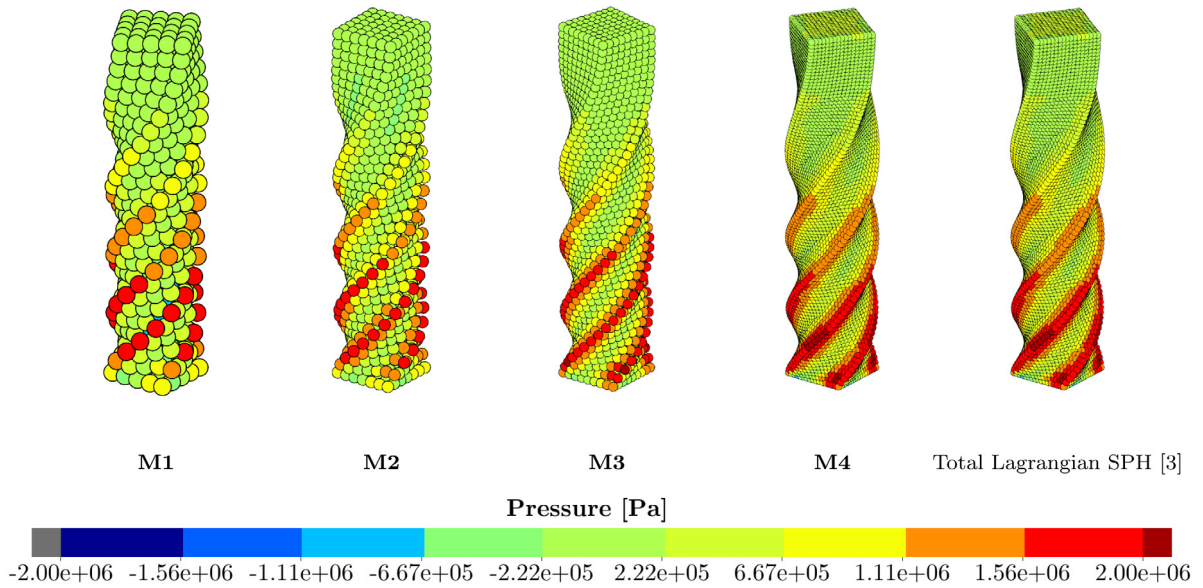 M1 M2 M3 M4 Total Lagrangian SPH [3]
Pressure [Pa]
-2.00e+06 -1.56e+06 -1.11e+06 -6.67e+05 -2.22e+05 2.22e+05 6.67e+05 1.11e+06 1.56e+06 2.00e+06